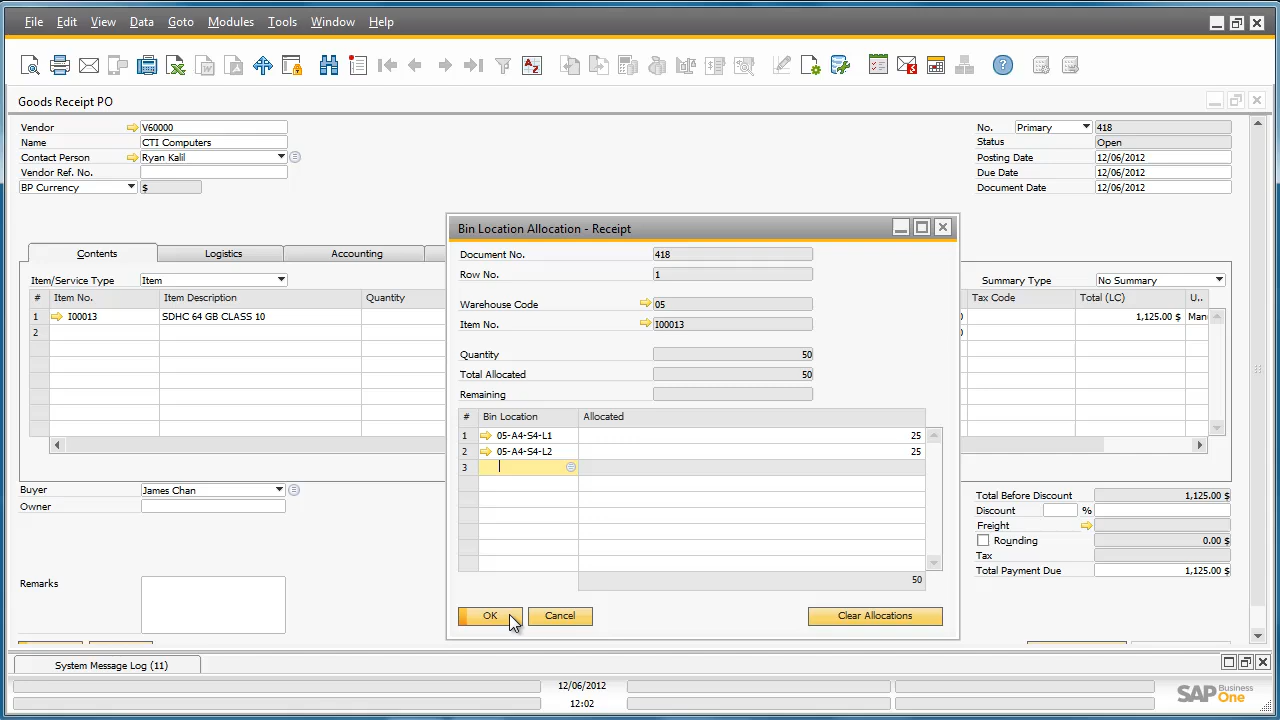 File Edit View Data Goto Modules Tools Window Help
Goods Receipt PO
Vendor V60000 No. Primary 418
Name CTI Computers Status Open
Contact Person Ryan Kalil Posting Date 12/06/2012
Vendor Ref. No. Due Date 12/06/2012
BP Currency $ Document Date 12/06/2012
Contents Logistics Accounting
Item/Service Type Item Summary Type No Summary
# Item No. Item Description Quantity Tax Code Total (LC) U..
1 I00013 SDHC 64 GB CLASS 10 1,125.00 $ Man
2
Bin Location Allocation - Receipt
Document No. 418
Row No. 1
Warehouse Code 05
Item No. I00013
Quantity 50
Total Allocated 50
Remaining
# Bin Location Allocated
1 05-A4-S4-L1 25
2 05-A4-S4-L2 25
3
50
OK Cancel Clear Allocations
Buyer James Chan
Owner
Remarks
Total Before Discount 1,125.00 $
Discount %
Freight
Rounding 0.00 $
Tax
Total Payment Due 1,125.00 $
System Message Log (11)
12/06/2012
12:02
SAP Business One